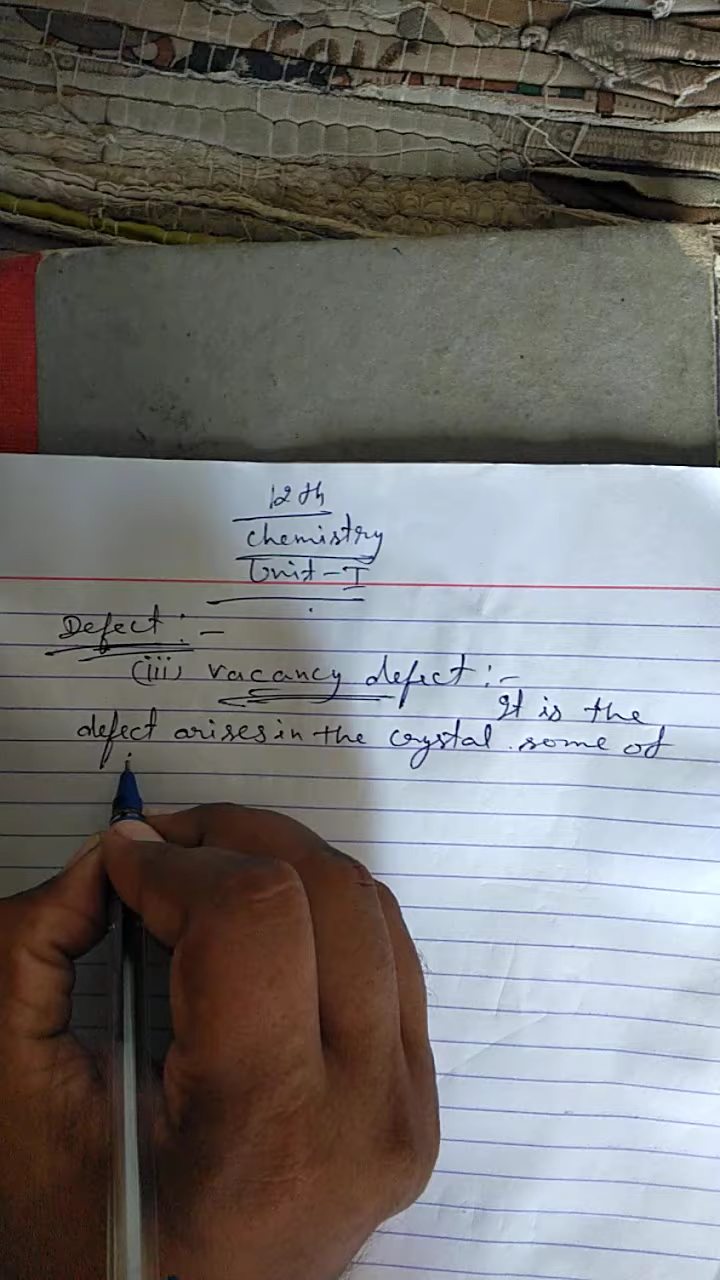 12th
chemistry
Unit-I
Defect:-
(iii) vacancy defect:-
It is the
defect arises in the crystal some of